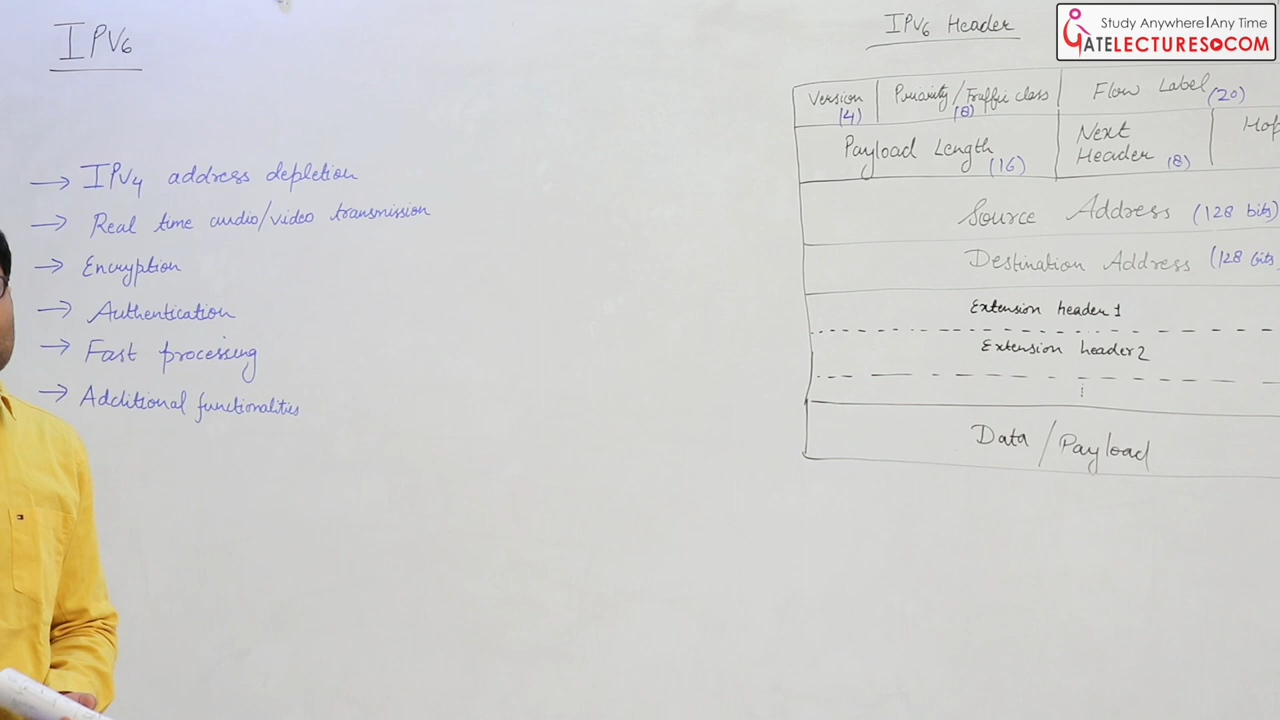 IPV6
→ IPV4 address depletion
→ Real time audio/video transmission
→ Encryption
→ Authentication
→ Fast processing
→ Additional functionalities
IPV6 Header
Version (4) Priority/Traffic class (8) Flow Label (20)
Payload Length (16) Next Header (8) Hop
Source Address (128 bits)
Destination Address (128 bits)
Extension header 1
Extension header 2
⋮
Data / Payload
Study Anywhere|Any Time
GATELECTURES.COM